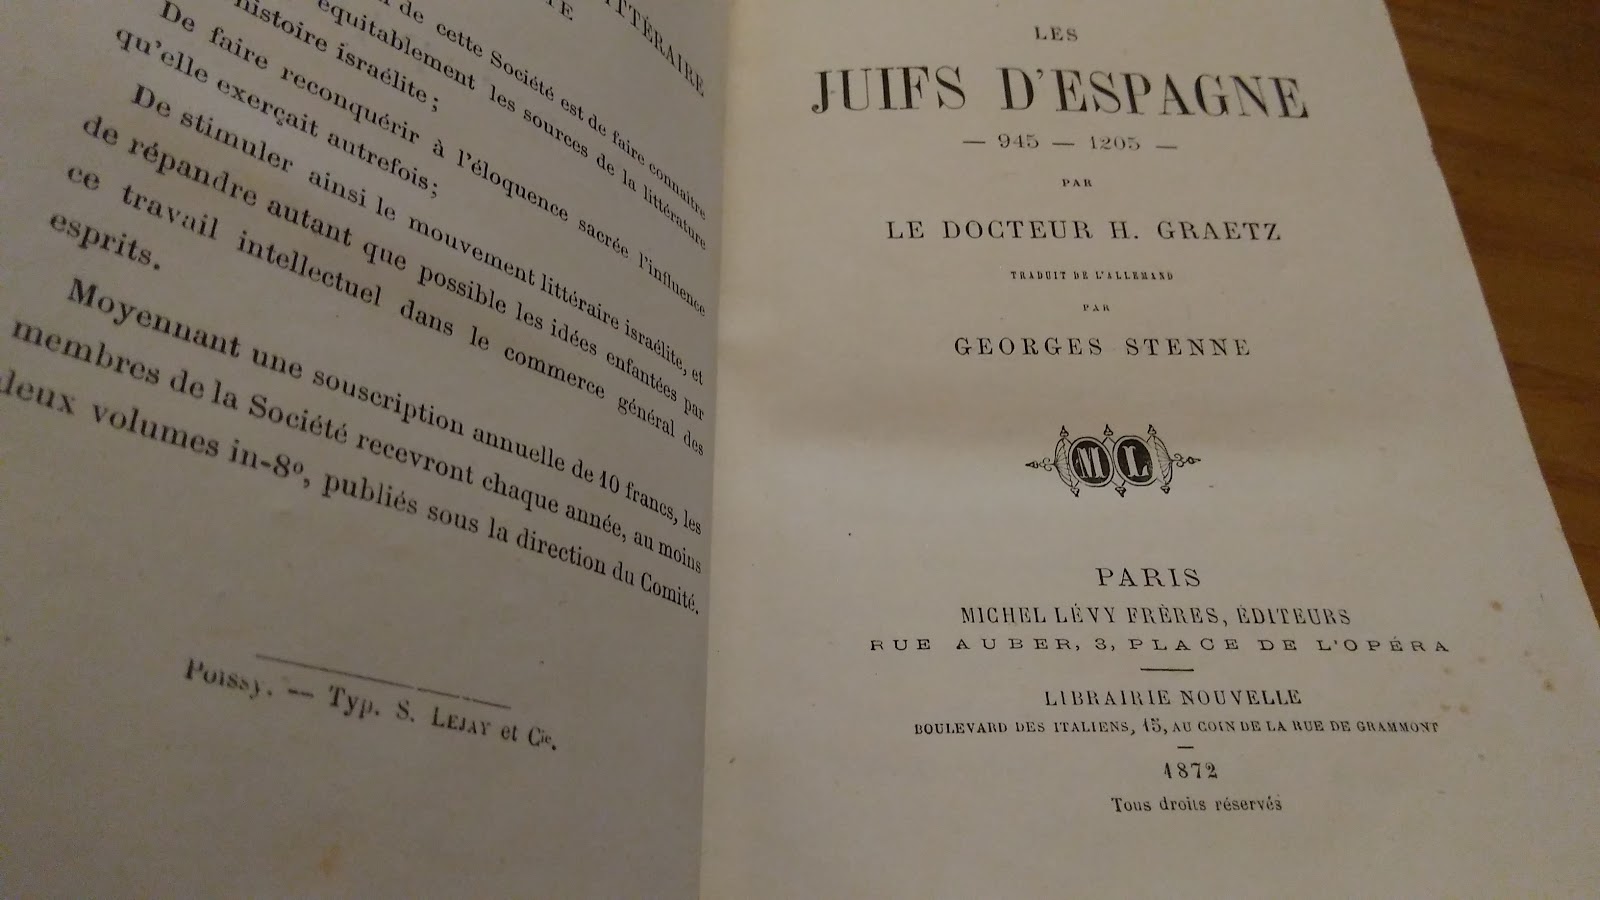 ITTÉRAIRE
TE
de cette Société est de faire connaître
équitablement les sources de la littérature
histoire israélite;
De faire reconquérir à l'éloquence sacrée l'influence
qu'elle exerçait autrefois;
De stimuler ainsi le mouvement littéraire israélite, et
de répandre autant que possible les idées enfantées par
ce travail intellectuel dans le commerce général des
esprits.
Moyennant une souscription annuelle de 10 francs, les
membres de la Société recevront chaque année, au moins
deux volumes in-8º, publiés sous la direction du Comité.
Poissy. — Typ. S. LEJAY et Cie.
LES
JUIFS D'ESPAGNE
— 945 — 1205 —
PAR
LE DOCTEUR H. GRAETZ
TRADUIT DE L'ALLEMAND
PAR
GEORGES STENNE
ML
PARIS
MICHEL LÉVY FRÈRES, ÉDITEURS
RUE AUBER, 3, PLACE DE L'OPÉRA
LIBRAIRIE NOUVELLE
BOULEVARD DES ITALIENS, 15, AU COIN DE LA RUE DE GRAMMONT
1872
Tous droits réservés